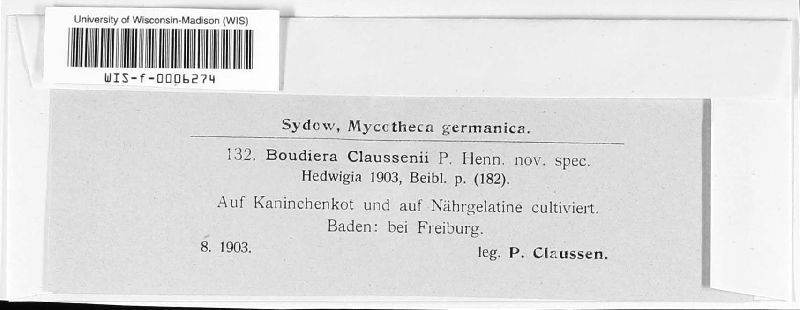 University of Wisconsin-Madison (WIS)
WIS-f-0006274
Sydow, Mycotheca germanica.
132. Boudiera Claussenii P. Henn. nov. spec.
Hedwigia 1903, Beibl. p. (182).
Auf Kaninchenkot und auf Nährgelatine cultiviert.
Baden: bei Freiburg.
8. 1903. leg. P. Claussen.